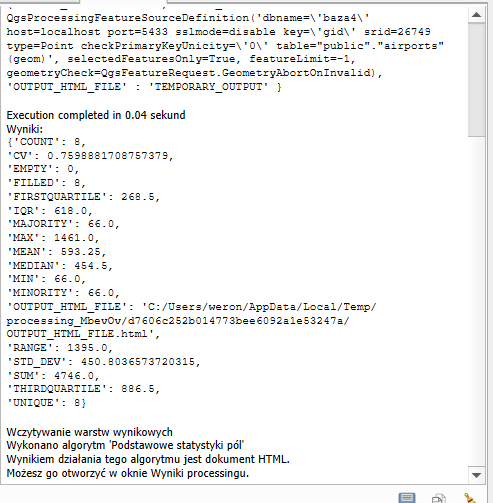 QgsProcessingFeatureSourceDefinition('dbname=\'baza4\'
host=localhost port=5433 sslmode=disable key=\'gid\' srid=26749
type=Point checkPrimaryKeyUnicity=\'0\' table="public"."airports"
(geom)', selectedFeaturesOnly=True, featureLimit=-1,
geometryCheck=QgsFeatureRequest.GeometryAbortOnInvalid),
'OUTPUT_HTML_FILE' : 'TEMPORARY_OUTPUT' }

Execution completed in 0.04 sekund
Wyniki:
{'COUNT': 8,
'CV': 0.7598881708757379,
'EMPTY': 0,
'FILLED': 8,
'FIRSTQUARTILE': 268.5,
'IQR': 618.0,
'MAJORITY': 66.0,
'MAX': 1461.0,
'MEAN': 593.25,
'MEDIAN': 454.5,
'MIN': 66.0,
'MINORITY': 66.0,
'OUTPUT_HTML_FILE': 'C:/Users/weron/AppData/Local/Temp/
processing_MbevOv/d7606c252b014773bee6092a1e53247a/
OUTPUT_HTML_FILE.html',
'RANGE': 1395.0,
'STD_DEV': 450.8036573720315,
'SUM': 4746.0,
'THIRDQUARTILE': 886.5,
'UNIQUE': 8}

Wczytywanie warstw wynikowych
Wykonano algorytm 'Podstawowe statystyki pól'
Wynikiem działania tego algorytmu jest dokument HTML.
Możesz go otworzyć w oknie Wyniki processingu.